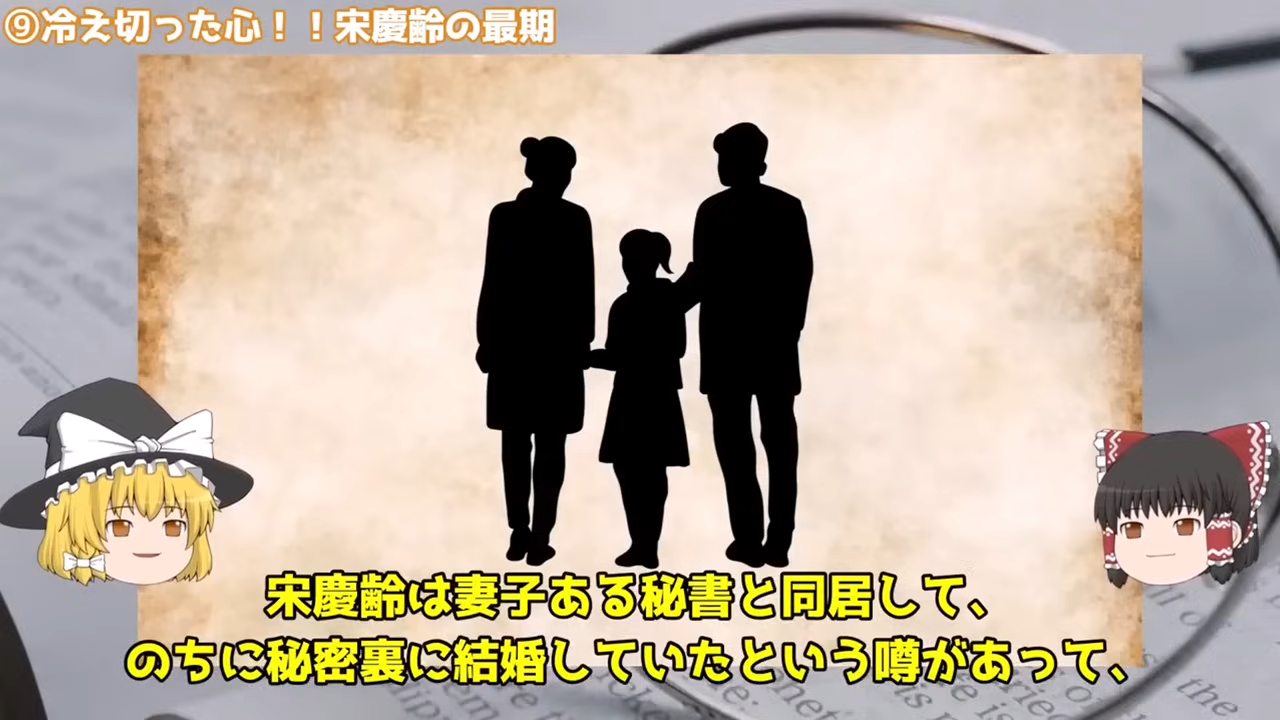 ⑨冷え切った心！！宋慶齢の最期
宋慶齢は妻子ある秘書と同居して、
のちに秘密裏に結婚していたという噂があって、